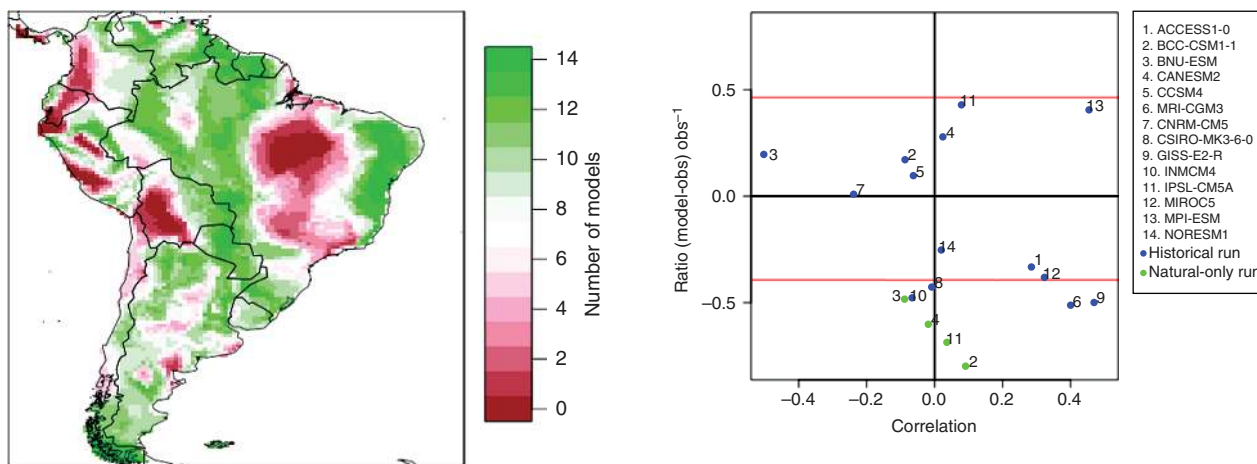 14
12
10
8
6
4
2
0
Number of models
0.5
0.0
−0.5
Ratio (model-obs) obs⁻¹
−0.4
−0.2
0.0
0.2
0.4
Correlation
11
13
4
3
2
5
7
14
1
12
8
3
10
6
9
4
11
2
1. ACCESS1-0
2. BCC-CSM1-1
3. BNU-ESM
4. CANESM2
5. CCSM4
6. MRI-CGM3
7. CNRM-CM5
8. CSIRO-MK3-6-0
9. GISS-E2-R
10. INMCM4
11. IPSL-CM5A
12. MIROC5
13. MPI-ESM
14. NORESM1
Historical run
Natural-only run